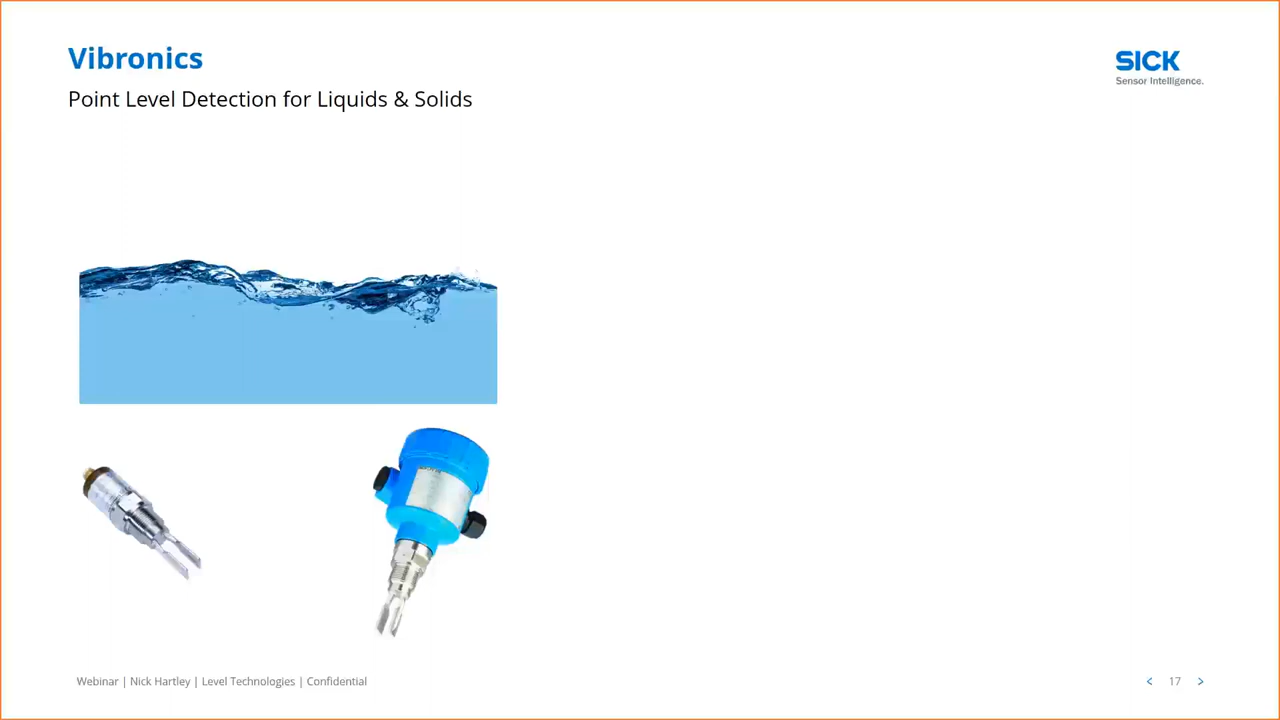 Vibronics
Point Level Detection for Liquids & Solids
SICK
Sensor Intelligence.
Webinar | Nick Hartley | Level Technologies | Confidential
< 17 >